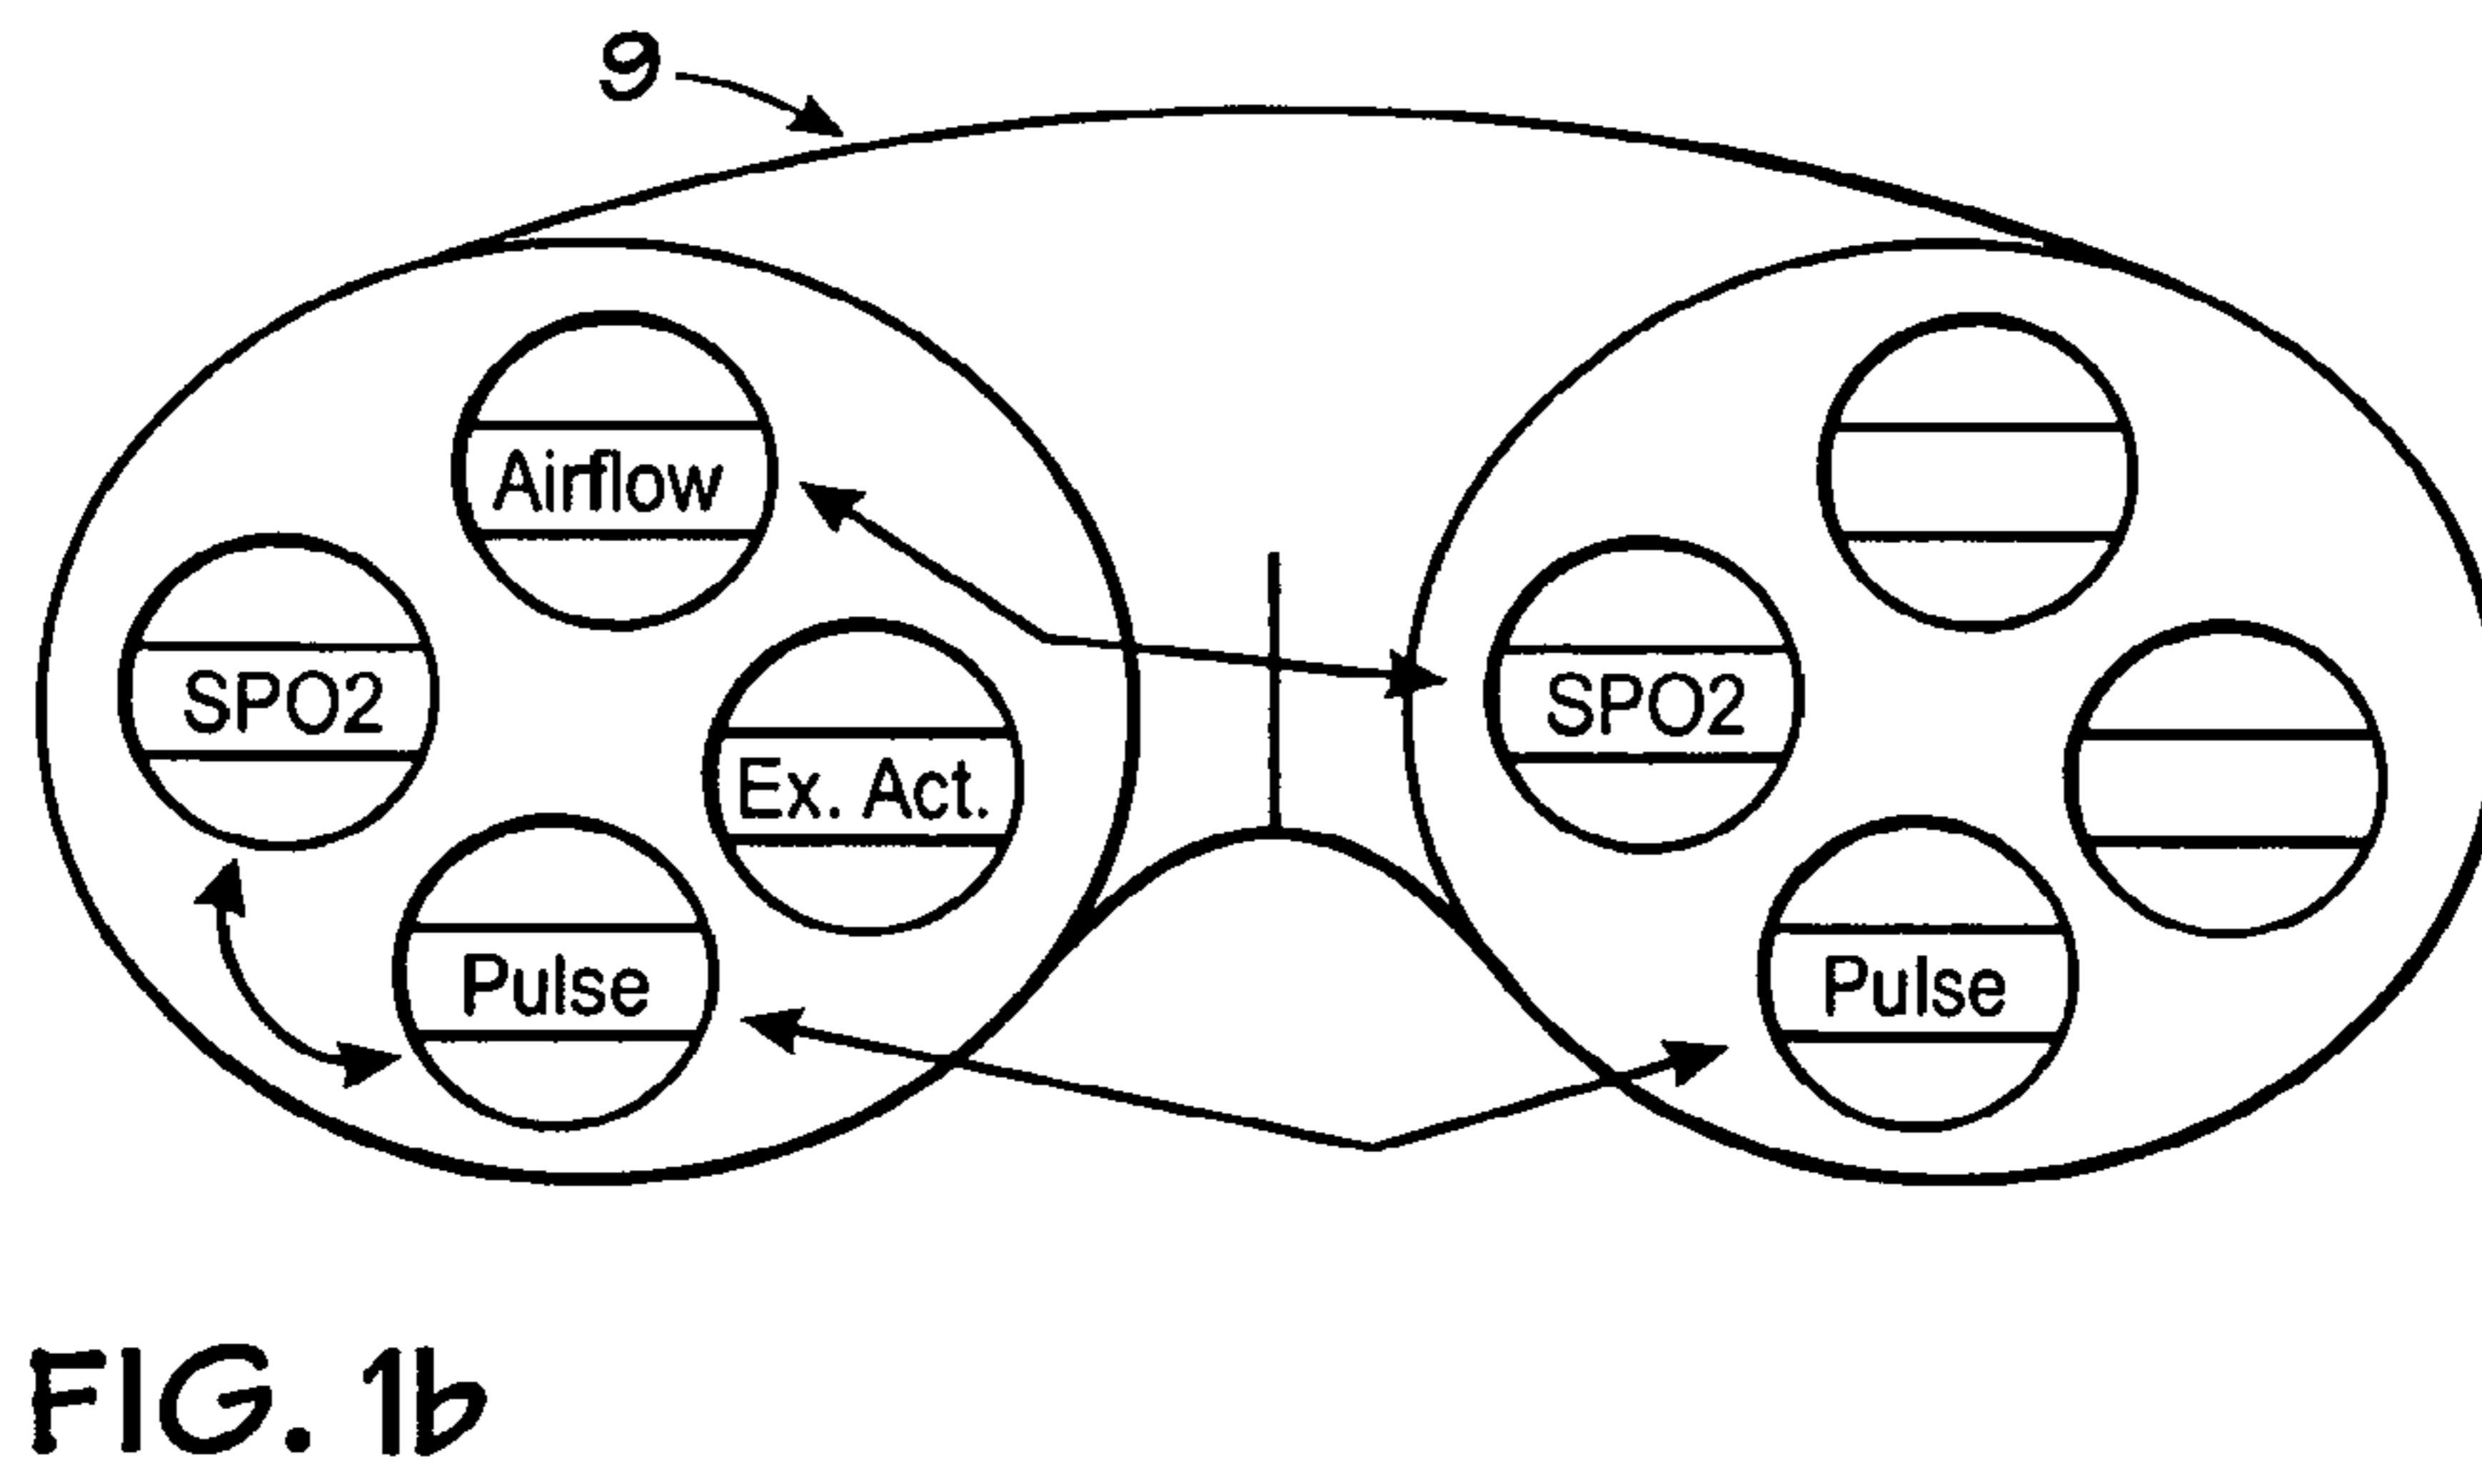 9
Airflow
SPO2
Ex. Act.
Pulse
SPO2
Pulse
FIG. 1b